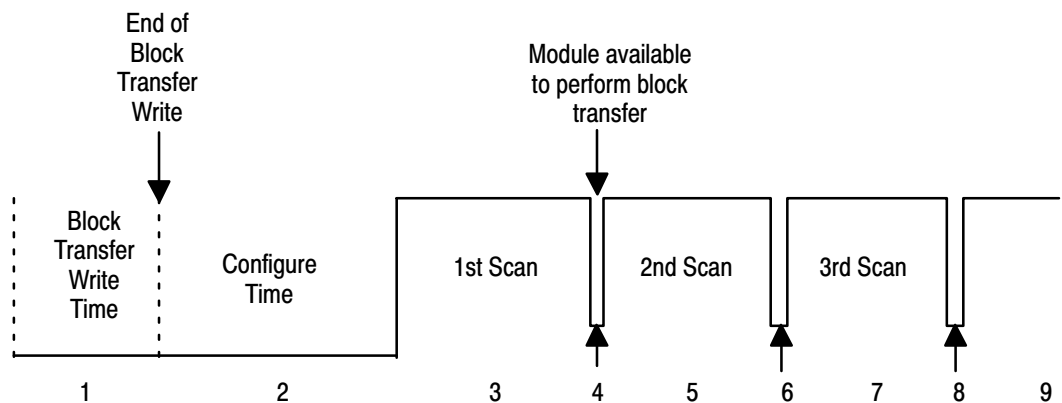 End of
Block
Transfer
Write
Module available
to perform block
transfer
Block
Transfer
Write
Time
Configure
Time
1st Scan
2nd Scan
3rd Scan
1 2 3 4 5 6 7 8 9